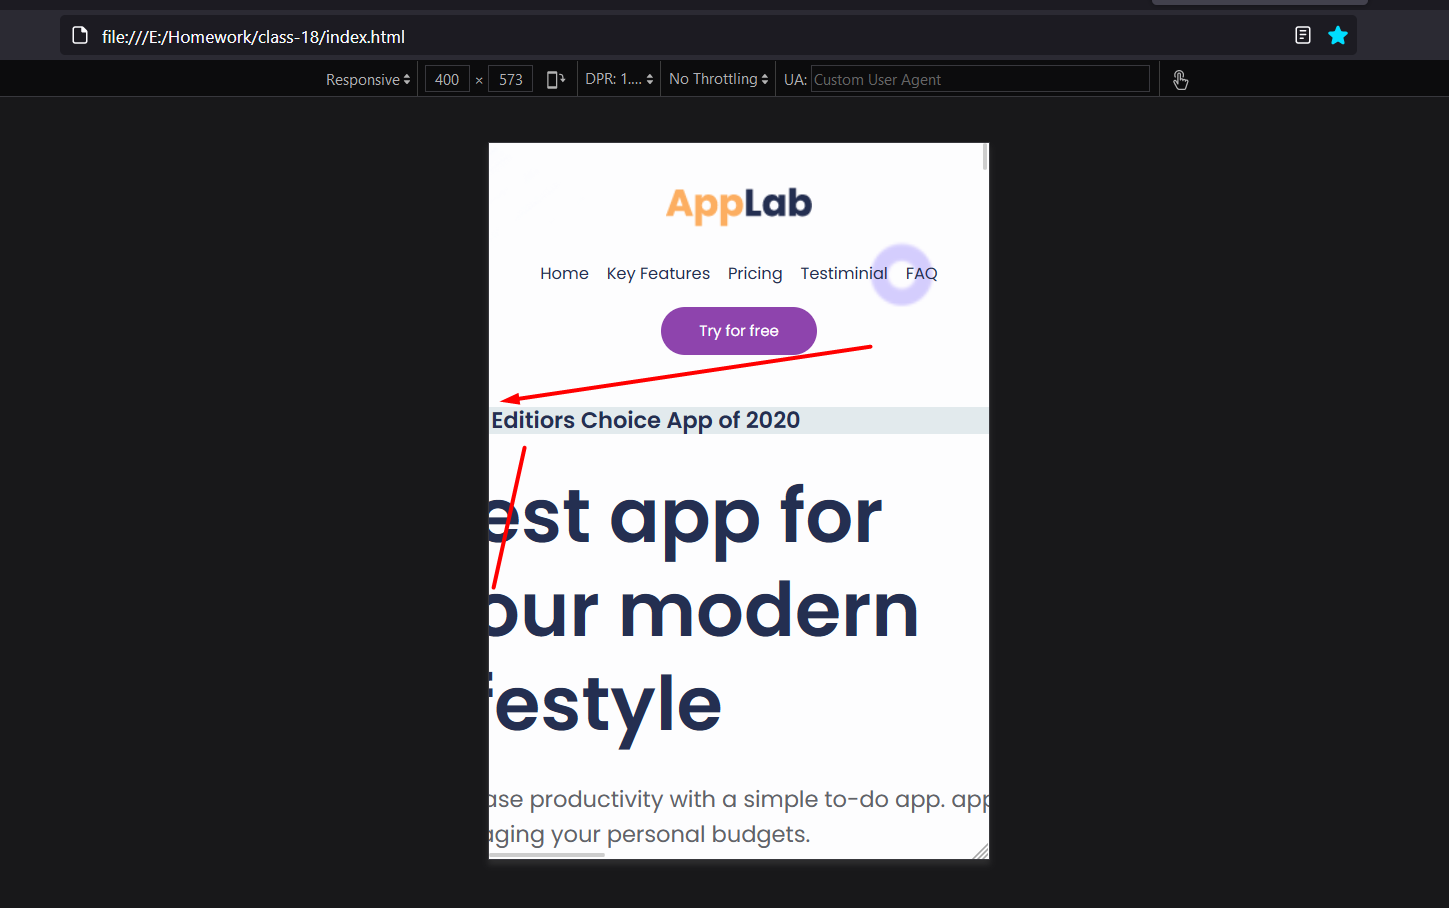 file:///E:/Homework/class-18/index.html
Responsive 400 × 573 DPR: 1.... No Throttling UA: Custom User Agent
AppLab
Home Key Features Pricing Testiminial FAQ
Try for free
Editiors Choice App of 2020
est app for
our modern
festyle
ase productivity with a simple to-do app. app
aging your personal budgets.